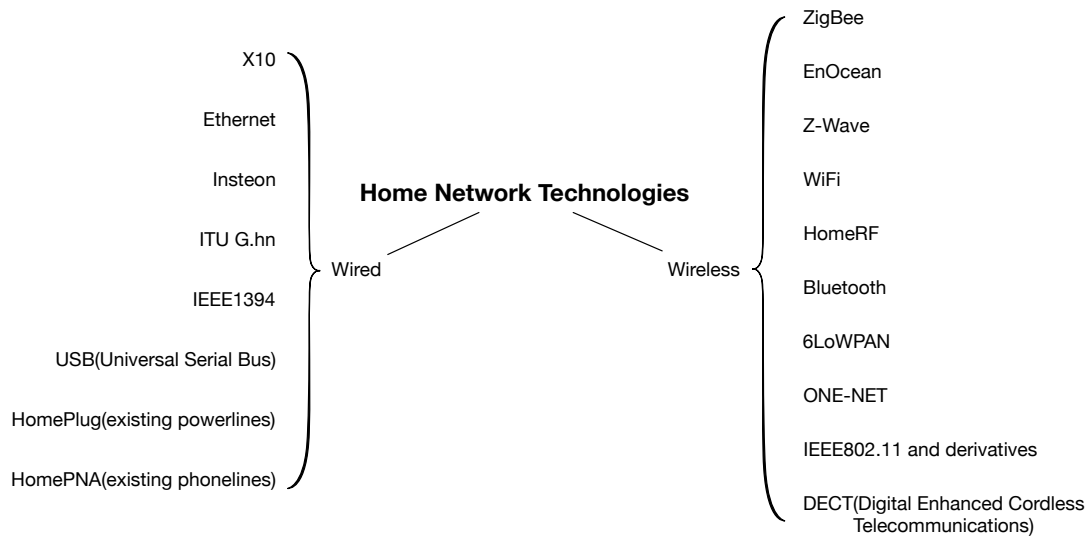 Home Network Technologies
Wired
X10
Ethernet
Insteon
ITU G.hn
IEEE1394
USB(Universal Serial Bus)
HomePlug(existing powerlines)
HomePNA(existing phonelines)
Wireless
ZigBee
EnOcean
Z-Wave
WiFi
HomeRF
Bluetooth
6LoWPAN
ONE-NET
IEEE802.11 and derivatives
DECT(Digital Enhanced Cordless
Telecommunications)